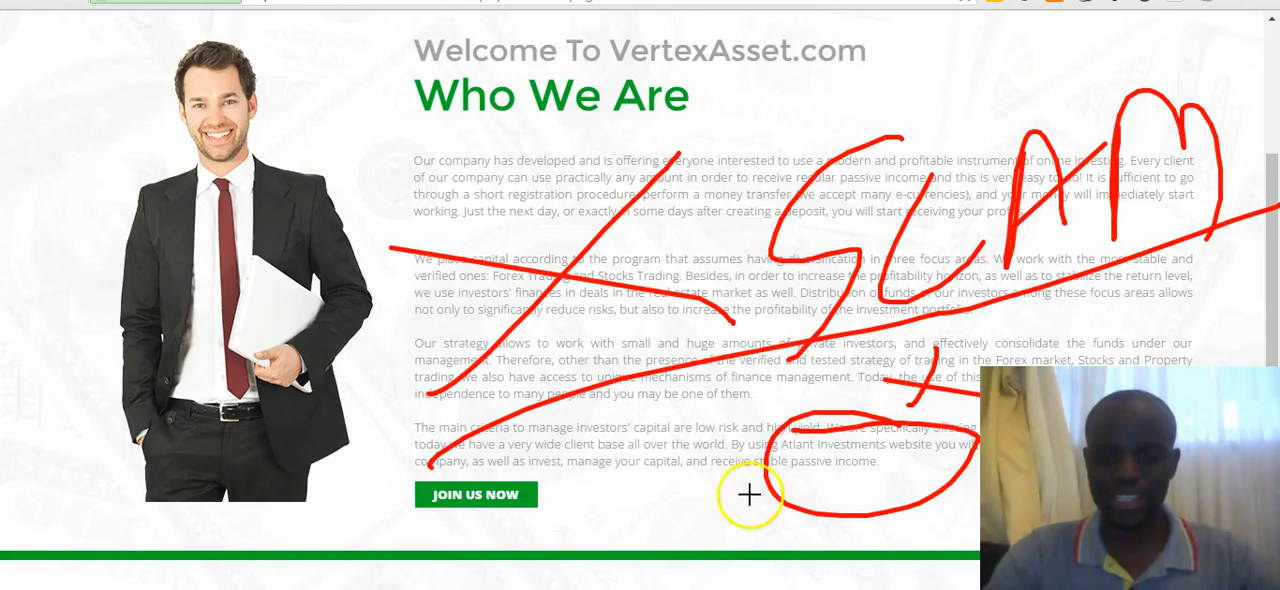 Welcome To VertexAsset.com
Who We Are
Our company has developed and is offering everyone interested to use a modern and profitable instrument of online investing. Every client
of our company can use practically any amount in order to receive regular passive income and this is very easy to do! It is sufficient to go
through a short registration procedure, perform a money transfer (we accept many e-currencies), and your money will immediately start
working. Just the next day, or exactly in some days after creating a deposit, you will start receiving your profits.
SCAM
We place capital according to the program that assumes having diversification in three focus areas. We work with the most stable and
verified ones: Forex Trading and Stocks Trading. Besides, in order to increase the profitability horizon, as well as to stabilize the return level,
we use investors' finances in deals in the real estate market as well. Distribution of funds of our investors among these focus areas allows
not only to significantly reduce risks, but also to increase the profitability of the investment portfolio.
Our strategy allows to work with small and huge amounts of private investors, and effectively consolidate the funds under our
management. Therefore, other than the presence of the verified and tested strategy of trading in the Forex market, Stocks and Property
trading, we also have access to unique mechanisms of finance management. Today, the use of this
independence to many people and you may be one of them.
The main criteria to manage investors' capital are low risk and high yield. We are specifically offering
today we have a very wide client base all over the world. By using Atlant Investments website you will
company, as well as invest, manage your capital, and receive stable passive income.
JOIN US NOW